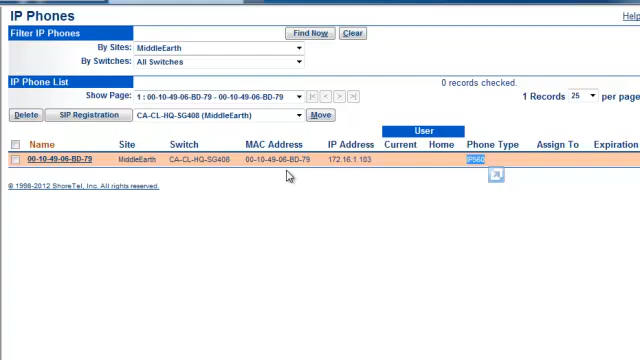 IP Phones
Help
Filter IP Phones
Find Now Clear
By Sites: MiddleEarth
By Switches: All Switches
IP Phone List
0 records checked.
Show Page: 1 : 00-10-49-06-BD-79 - 00-10-49-06-BD-79 |< < > >| 1 Records 25 per page
Delete SIP Registration CA-CL-HQ-SG408 (MiddleEarth) Move
User
Name Site Switch MAC Address IP Address Current Home Phone Type Assign To Expiration
00-10-49-06-BD-79 MiddleEarth CA-CL-HQ-SG408 00-10-49-06-BD-79 172.16.1.103 IP560
© 1998-2012 ShoreTel, Inc. All rights reserved.